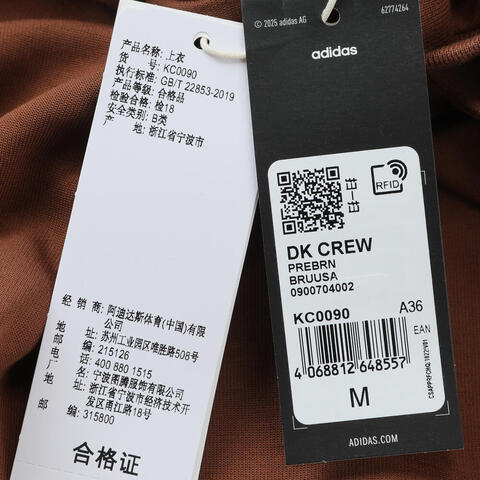 产品名称: 上衣
货 号: KC0090
执行标准: GB/T 22853-2019
产品等级: 合格品
检验合格: 检18
安全类别: B类
产 地: 浙江省宁波市
经 销 商: 阿迪达斯体育(中国)有限
公司
地 址: 苏州工业园区唯胜路508号
邮 编: 215126
电 话: 400 880 1515
厂 名: 宁波图腾服饰有限公司
地 址: 浙江省宁波市经济技术开
发区甬江路18号
邮 编: 315800
合格证
© 2025 adidas AG
62774264
adidas
RFID
DK CREW
PREBRN
BRUUSA
0900704002
KC0090
A36
EAN
4 068812 648557
M
ADIDAS.COM